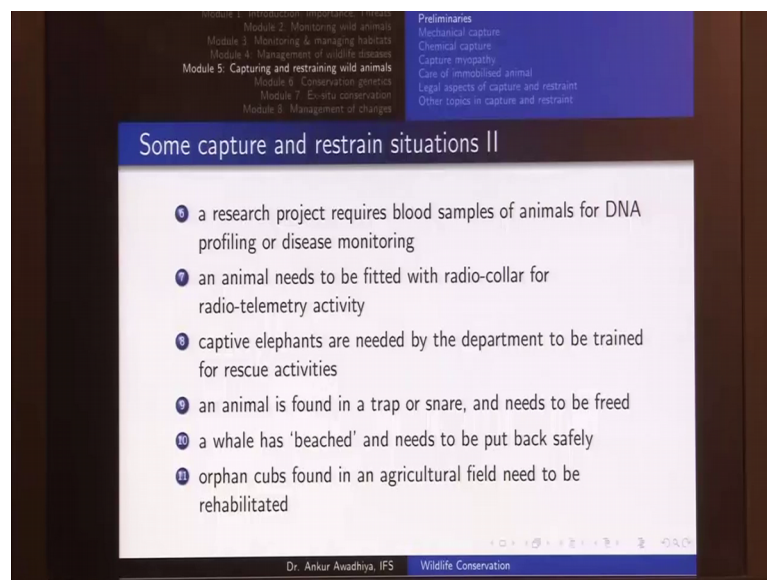 Module 1: Introduction, Importance, Threats
Module 2: Monitoring wild animals
Module 3: Monitoring & managing habitats
Module 4: Management of wildlife diseases
Module 5: Capturing and restraining wild animals
Module 6: Conservation genetics
Module 7: Ex-situ conservation
Module 8: Management of changes
Preliminaries
Mechanical capture
Chemical capture
Capture myopathy
Care of immobilised animal
Legal aspects of capture and restraint
Other topics in capture and restraint
Some capture and restrain situations II
6 a research project requires blood samples of animals for DNA
profiling or disease monitoring
7 an animal needs to be fitted with radio-collar for
radio-telemetry activity
8 captive elephants are needed by the department to be trained
for rescue activities
9 an animal is found in a trap or snare, and needs to be freed
10 a whale has ‘beached’ and needs to be put back safely
11 orphan cubs found in an agricultural field need to be
rehabilitated
Dr. Ankur Awadhiya, IFS Wildlife Conservation